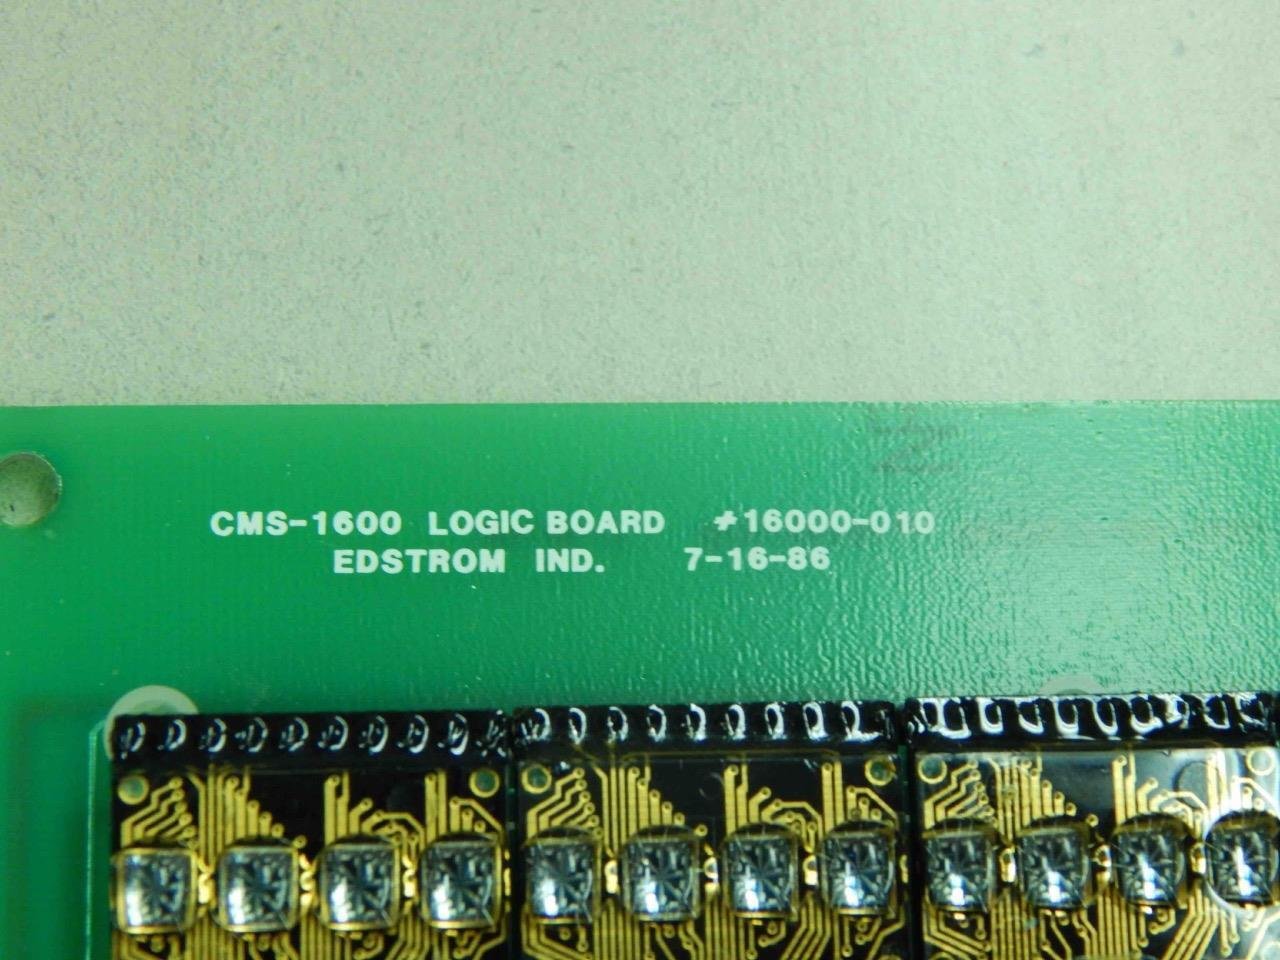 CMS-1600 LOGIC BOARD #16000-010
EDSTROM IND. 7-16-86